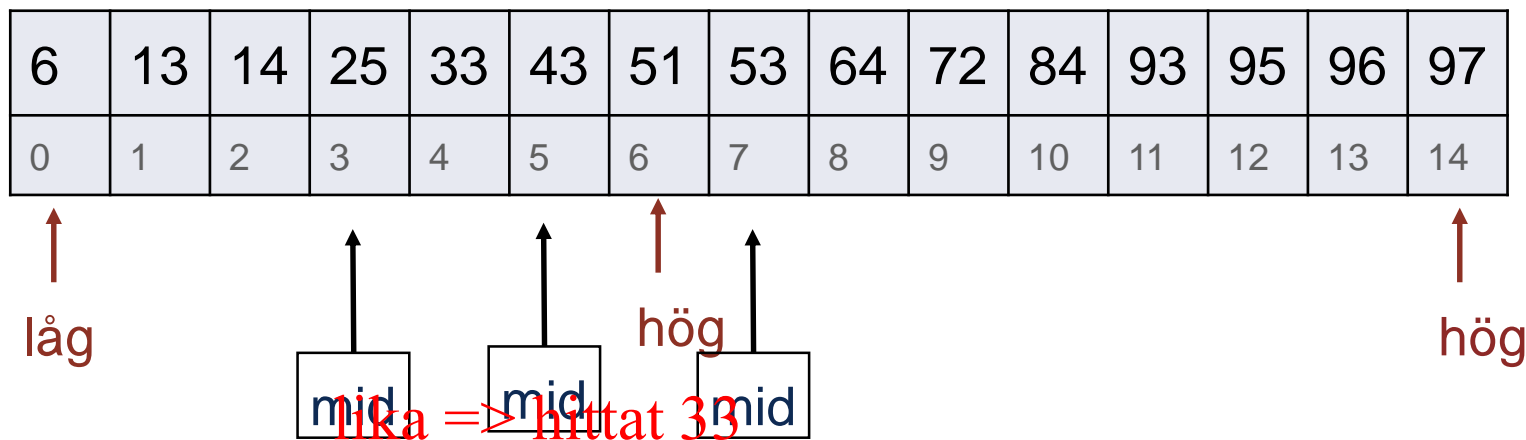 6 13 14 25 33 43 51 53 64 72 84 93 95 96 97
0 1 2 3 4 5 6 7 8 9 10 11 12 13 14
låg hög hög
mid mid mid
lika => hittat 33